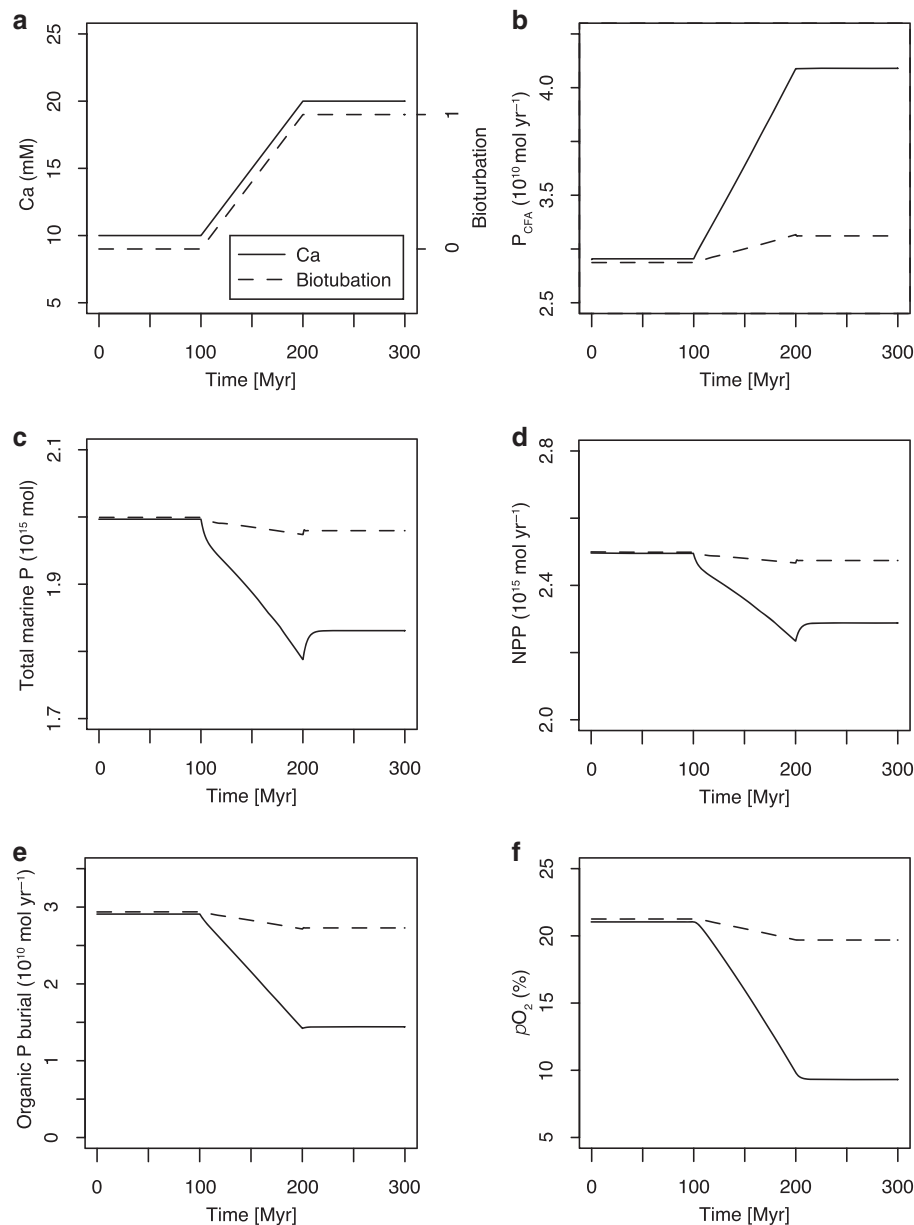 a
25
20
15
10
5
Ca (mM)
1
0
Bioturbation
Ca
Biotubation
0 100 200 300
Time [Myr]
b
4.0
3.5
2.5
P_CFA (10^10 mol yr^−1)
0 100 200 300
Time [Myr]
c
2.1
1.9
1.7
Total marine P (10^15 mol)
0 100 200 300
Time [Myr]
d
2.8
2.4
2.0
NPP (10^15 mol yr^−1)
0 100 200 300
Time [Myr]
e
3
2
1
0
Organic P burial (10^10 mol yr^−1)
0 100 200 300
Time [Myr]
f
25
20
15
10
5
pO₂ (%)
0 100 200 300
Time [Myr]